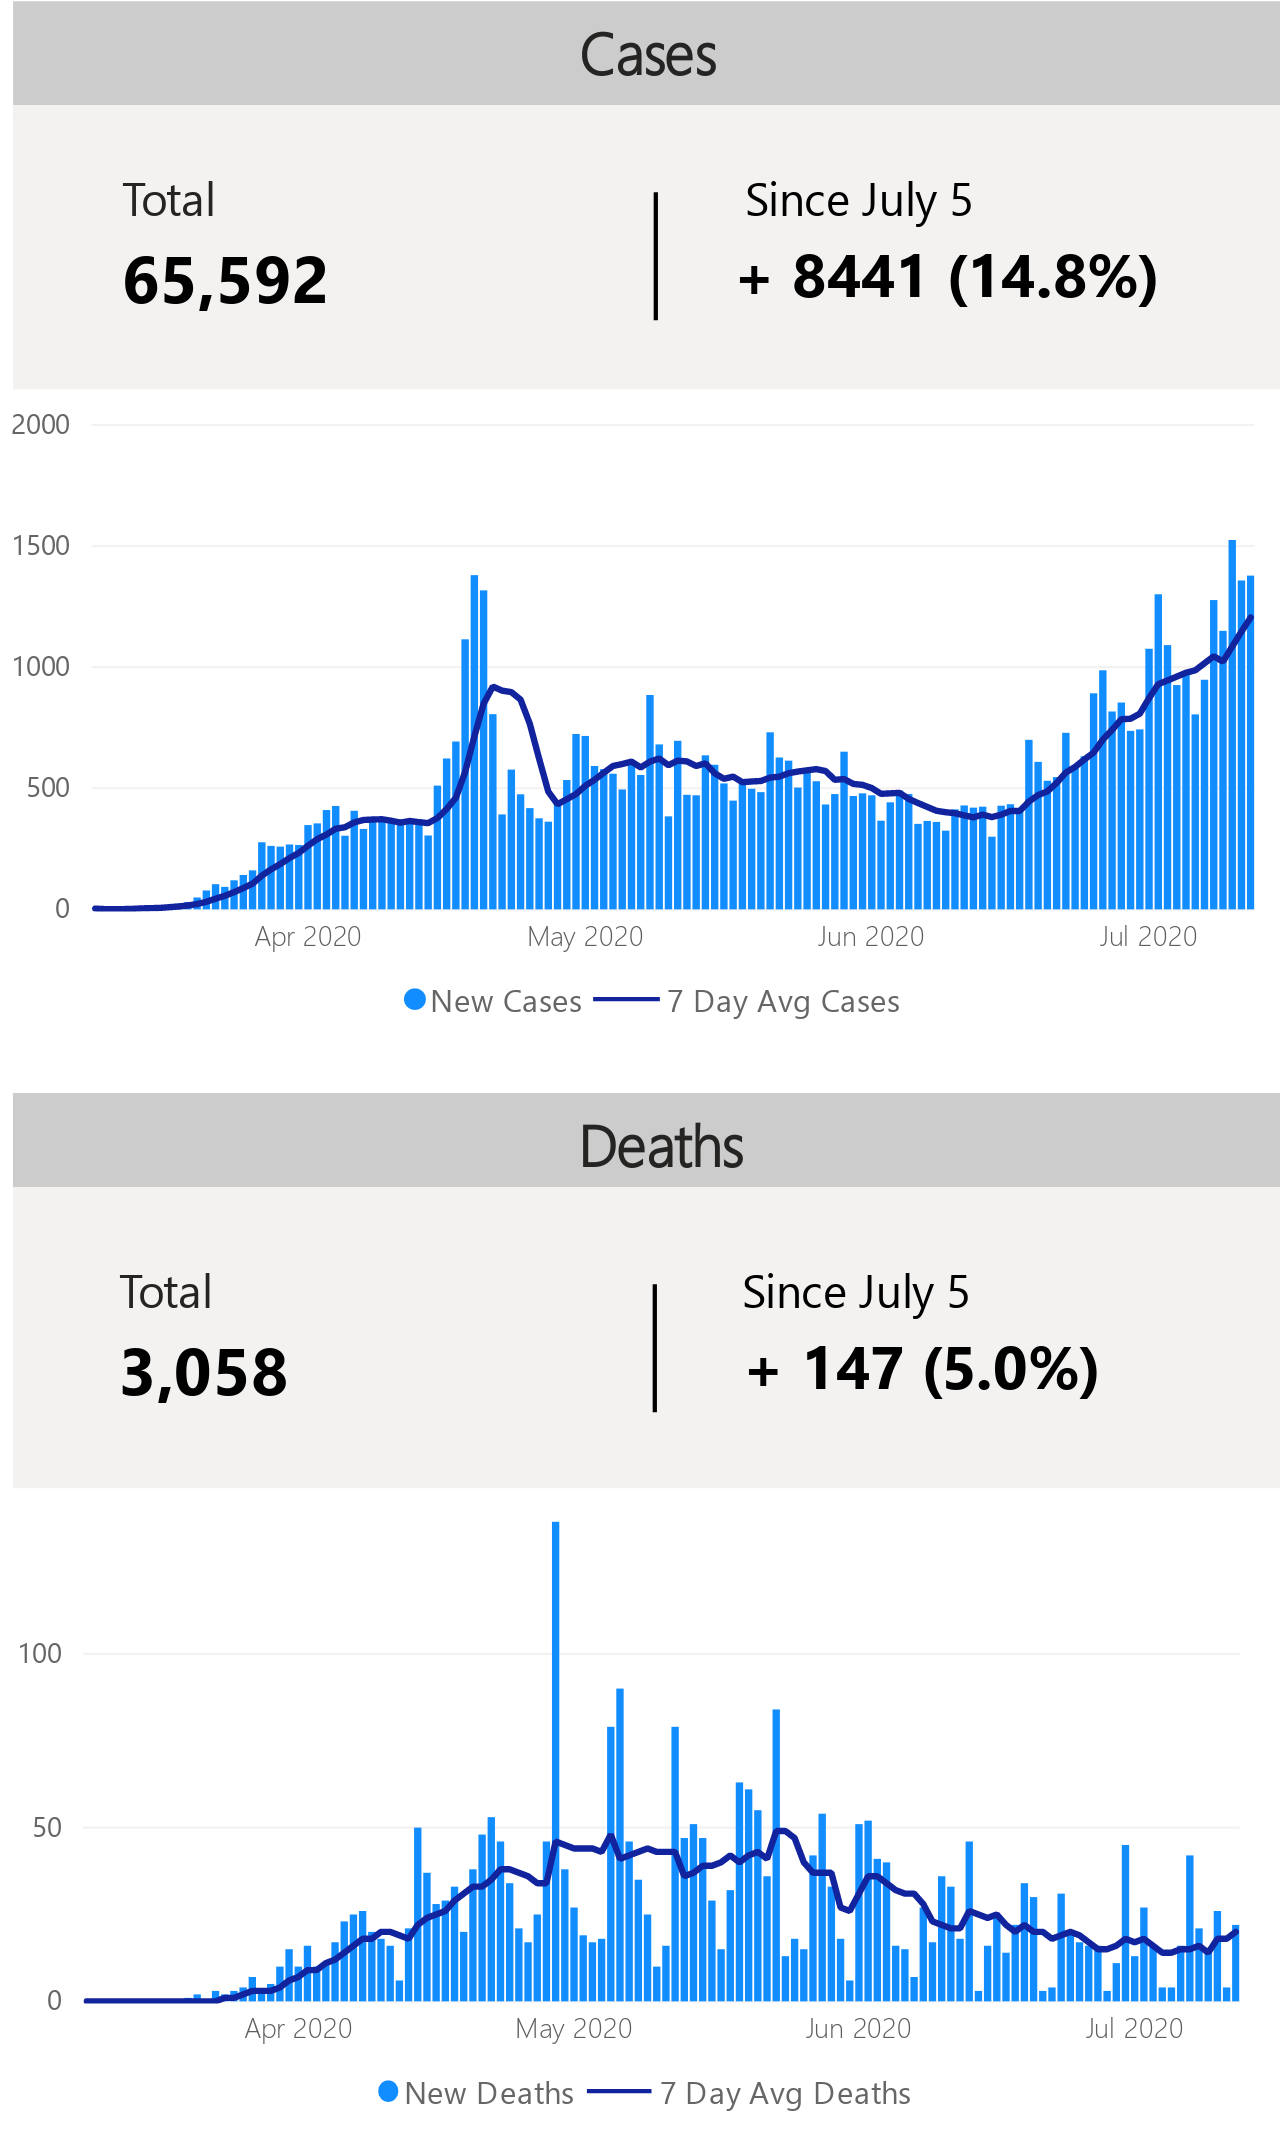 Cases
Total
Since July 5
65,592
+ 8441 (14.8%)
2000
1500
1000
500
0
Apr 2020
May 2020
Jun 2020
Jul 2020
New Cases
7 Day Avg Cases
Deaths
Total
Since July 5
3,058
+ 147 (5.0%)
100
50
0
Apr 2020
May 2020
Jun 2020
Jul 2020
New Deaths
7 Day Avg Deaths